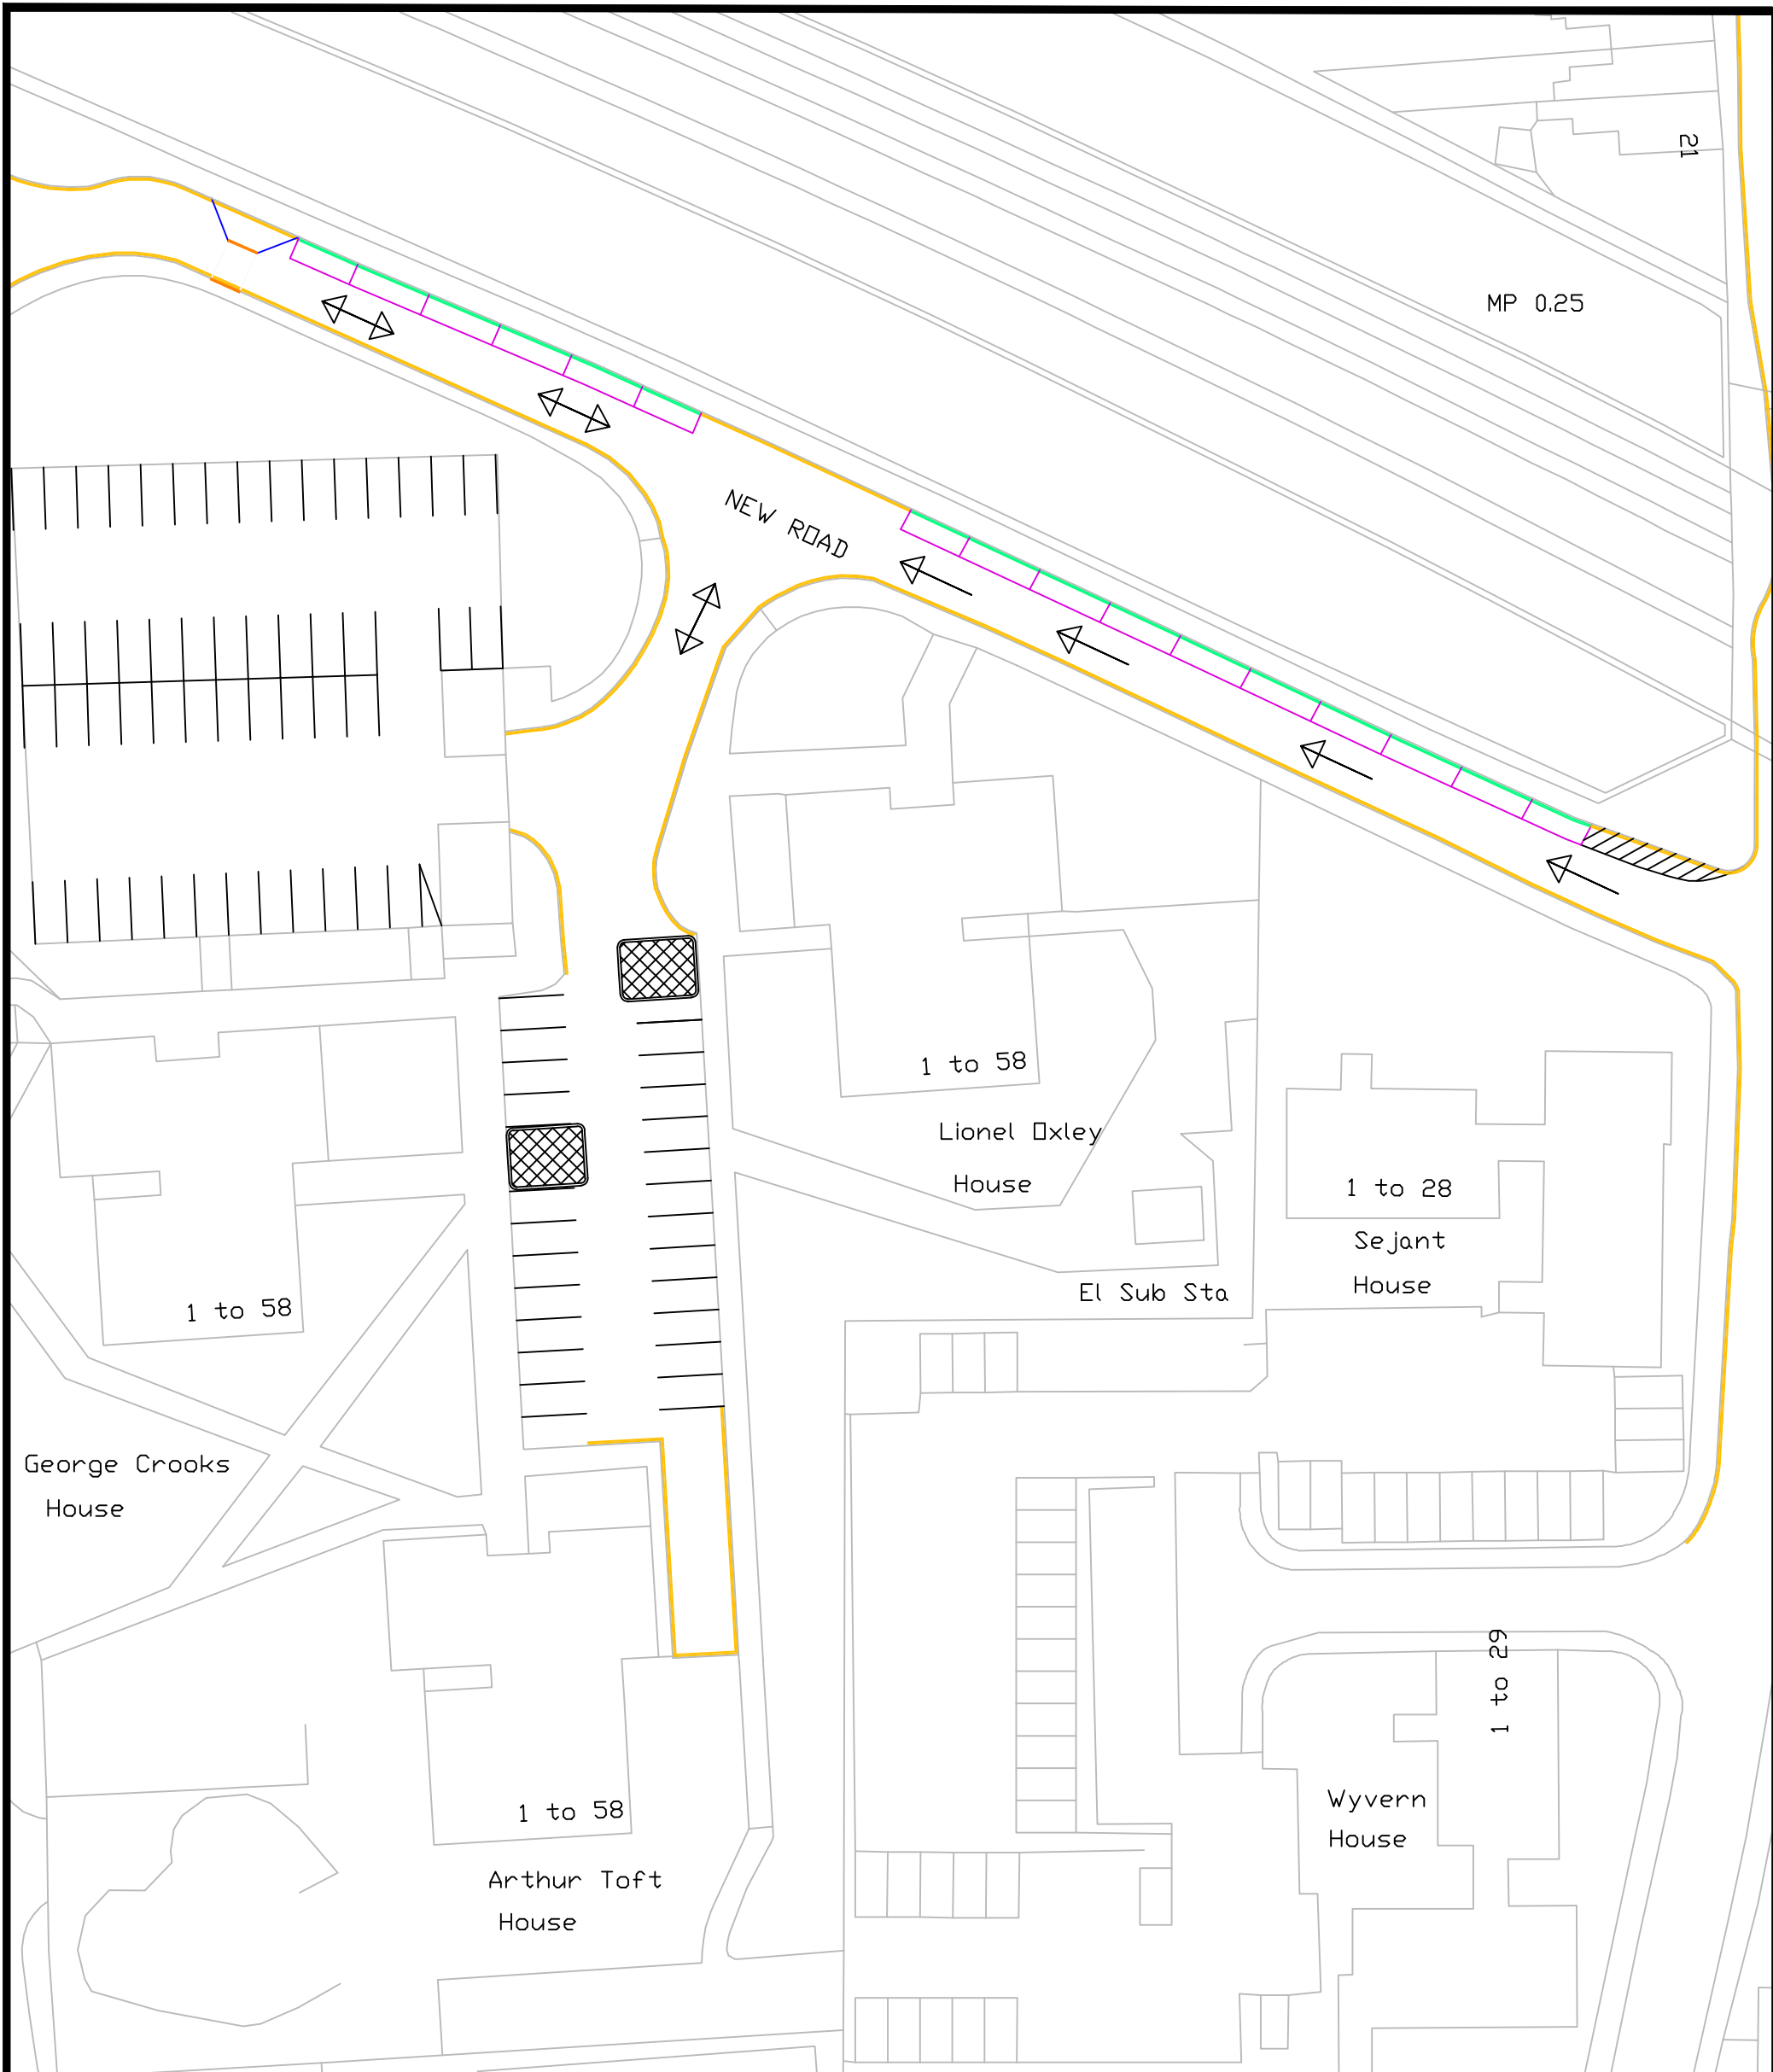 21
MP 0.25
NEW ROAD
1 to 58
Lionel Oxley
House
1 to 28
Sejant
House
El Sub Sta
1 to 58
George Crooks
House
1 to 29
Wyvern
House
1 to 58
Arthur Toft
House